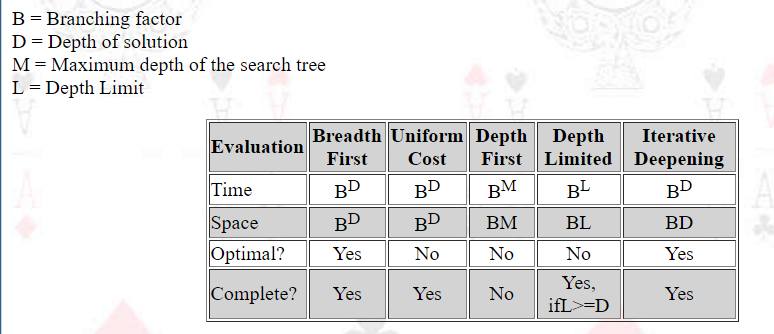 B = Branching factor
D = Depth of solution
M = Maximum depth of the search tree
L = Depth Limit
Evaluation Breadth First Uniform Cost Depth First Depth Limited Iterative Deepening
Time B^D B^D B^M B^L B^D
Space B^D B^D BM BL BD
Optimal? Yes No No No Yes
Complete? Yes Yes No Yes, ifL>=D Yes